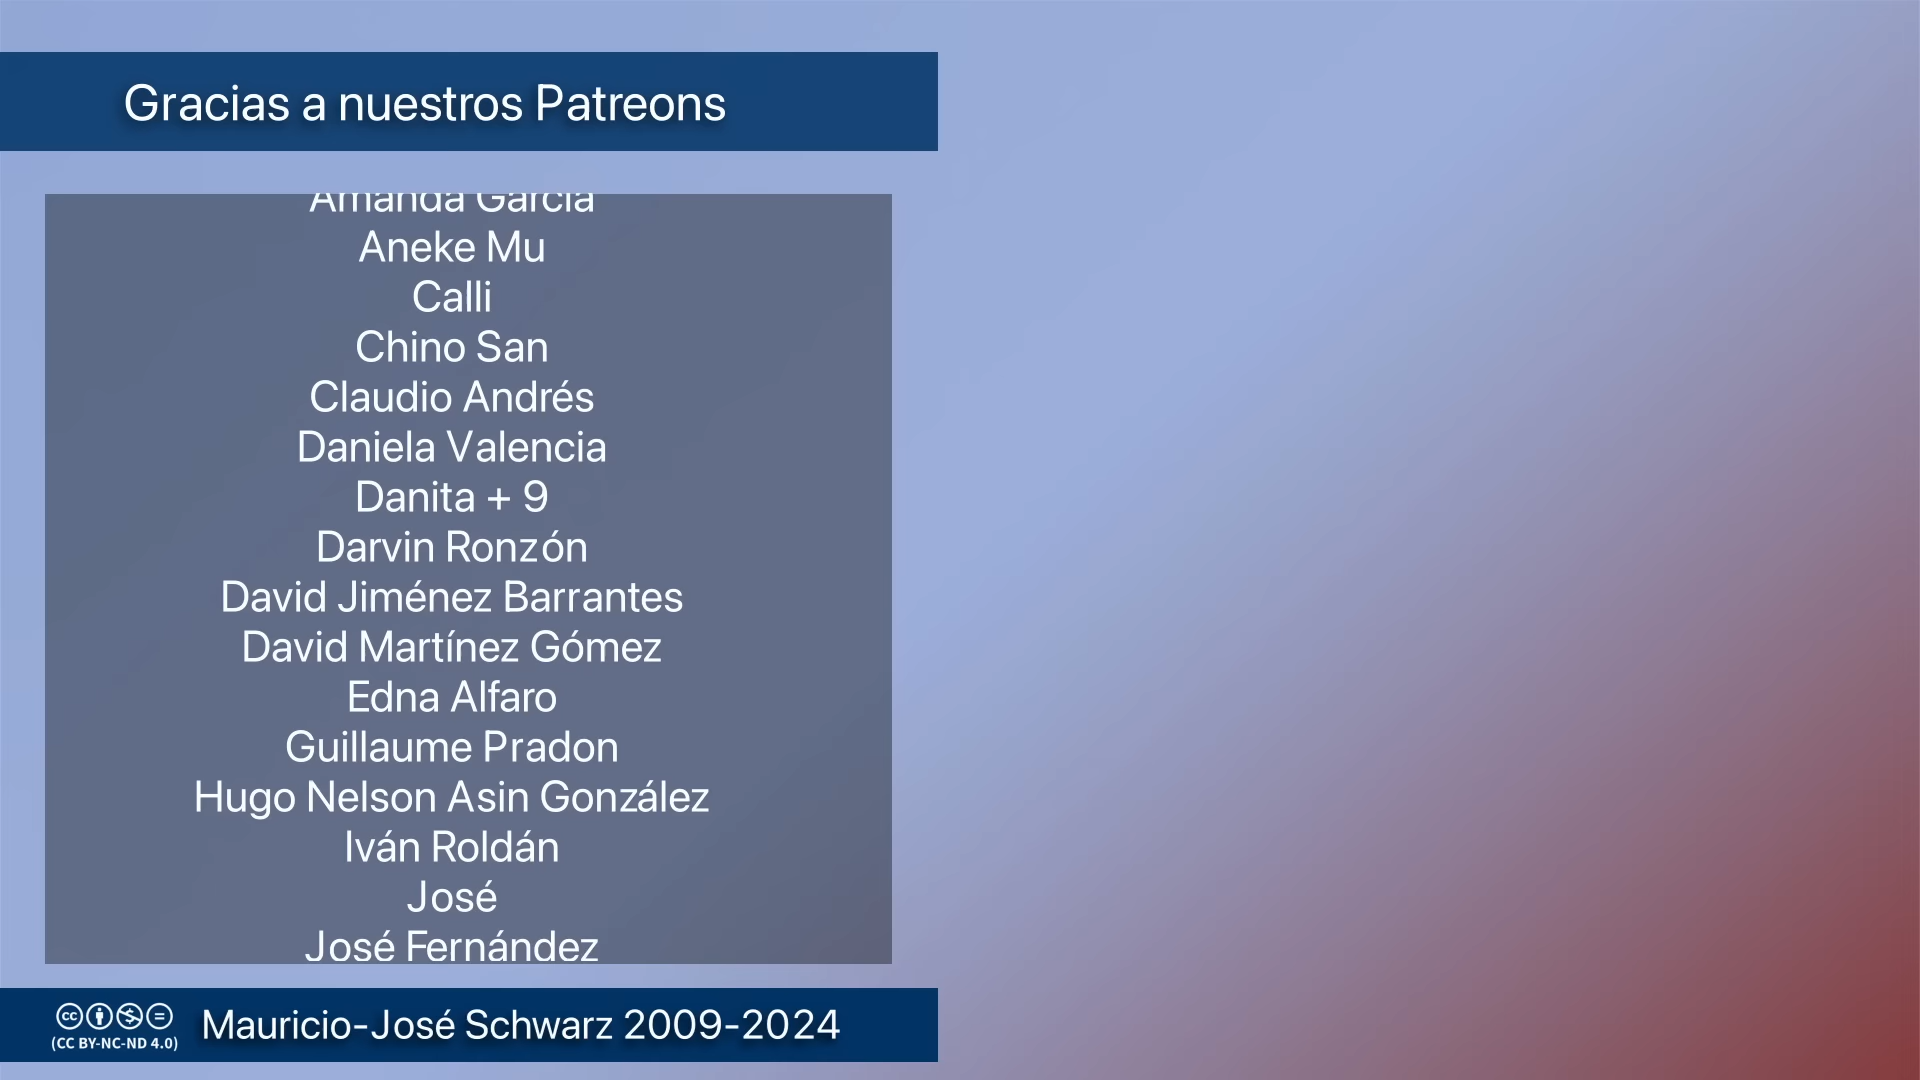 Gracias a nuestros Patreons
Amanda García
Aneke Mu
Calli
Chino San
Claudio Andrés
Daniela Valencia
Danita + 9
Darvin Ronzón
David Jiménez Barrantes
David Martínez Gómez
Edna Alfaro
Guillaume Pradon
Hugo Nelson Asin González
Iván Roldán
José
José Fernández
(CC BY-NC-ND 4.0) Mauricio-José Schwarz 2009-2024